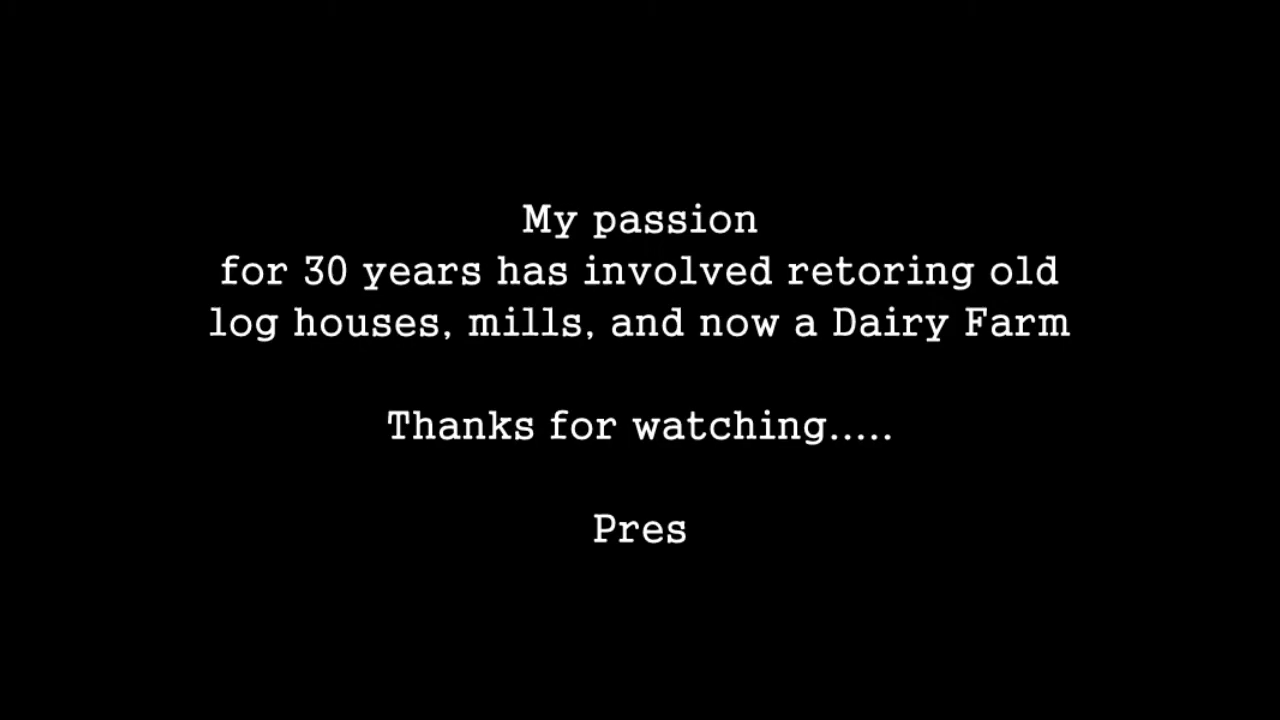 My passion
for 30 years has involved retoring old
log houses, mills, and now a Dairy Farm
Thanks for watching.....
Pres